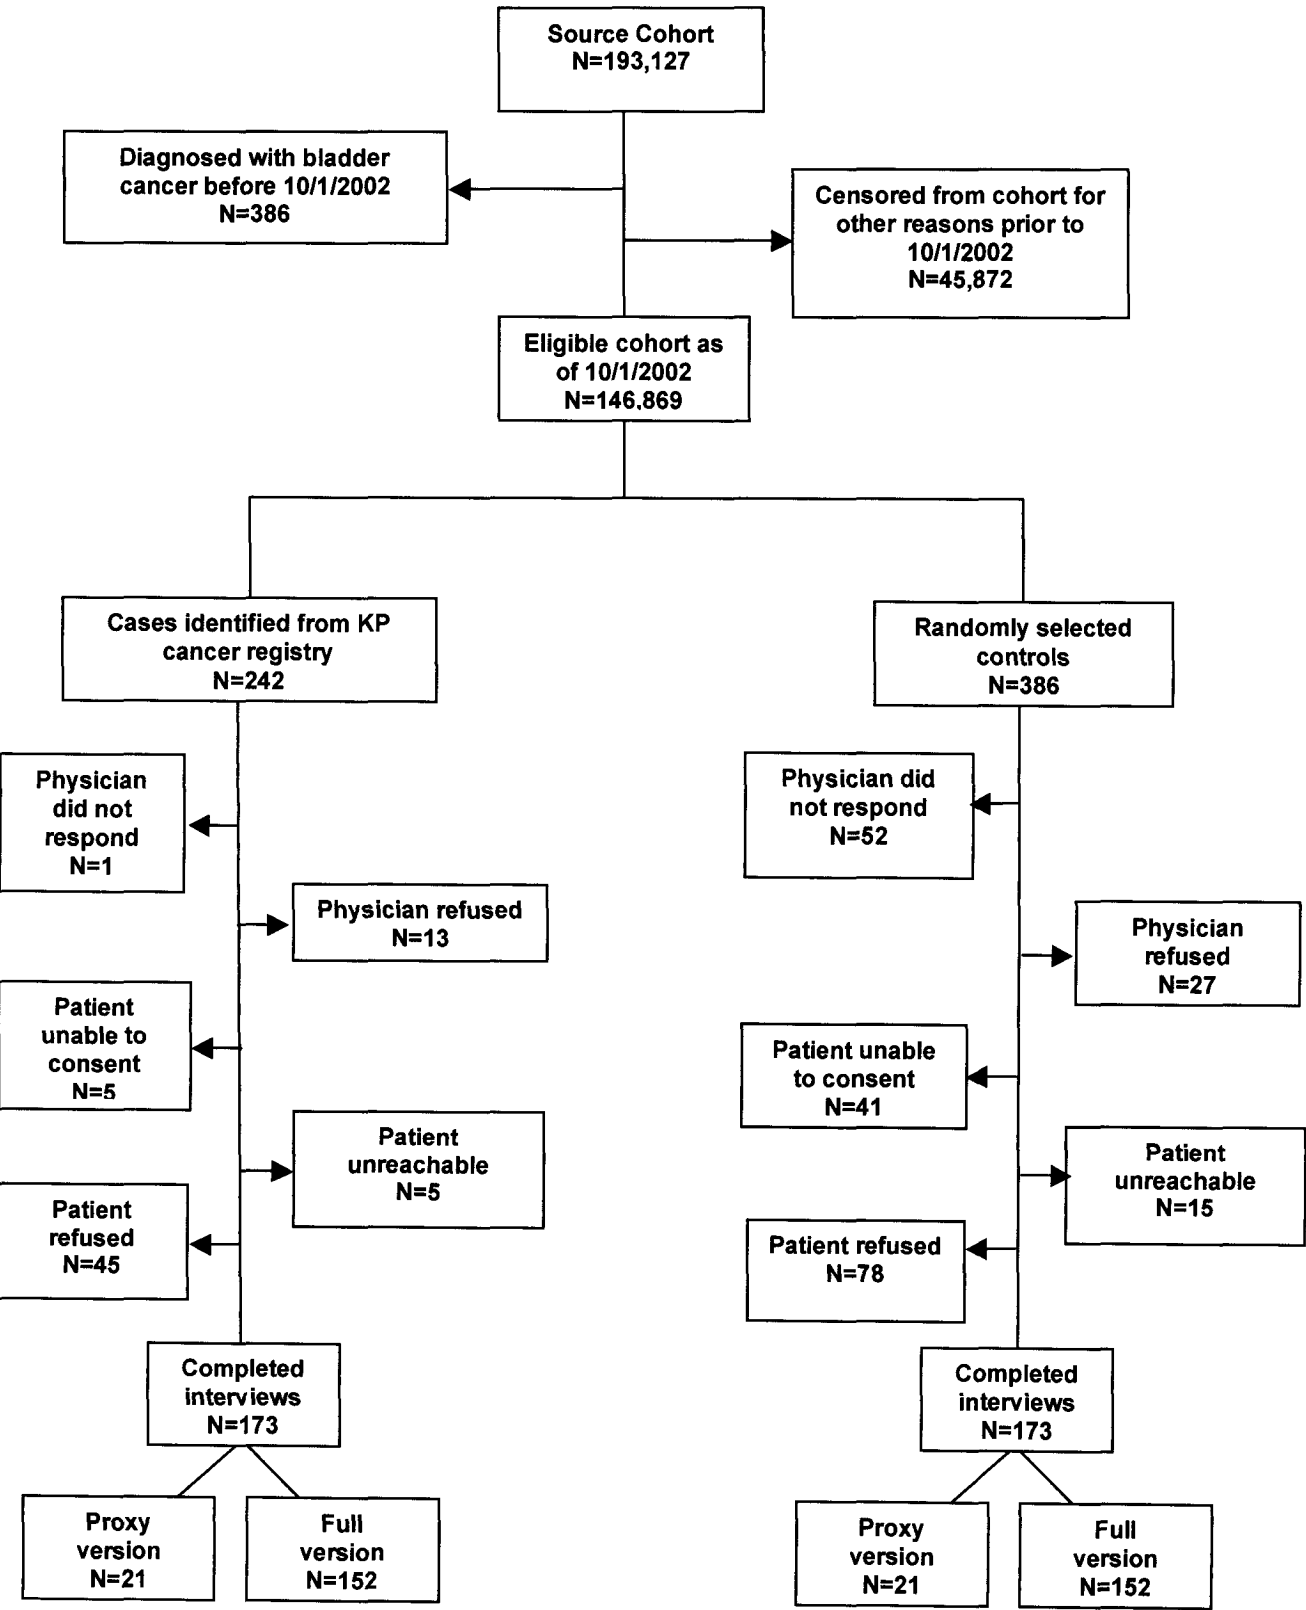 Source Cohort
N=193,127
Diagnosed with bladder
cancer before 10/1/2002
N=386
Censored from cohort for
other reasons prior to
10/1/2002
N=45,872
Eligible cohort as
of 10/1/2002
N=146,869
Cases identified from KP
cancer registry
N=242
Randomly selected
controls
N=386
Physician
did not
respond
N=1
Physician did
not respond
N=52
Physician refused
N=13
Physician
refused
N=27
Patient
unable to
consent
N=5
Patient unable
to consent
N=41
Patient
unreachable
N=5
Patient
unreachable
N=15
Patient
refused
N=45
Patient refused
N=78
Completed
interviews
N=173
Completed
interviews
N=173
Proxy
version
N=21
Full
version
N=152
Proxy
version
N=21
Full
version
N=152